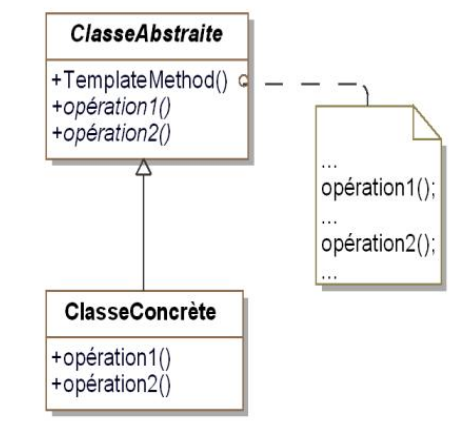 ClasseAbstraite
+TemplateMethod()
+opération1()
+opération2()
...
opération1();
...
opération2();
...
ClasseConcrète
+opération1()
+opération2()